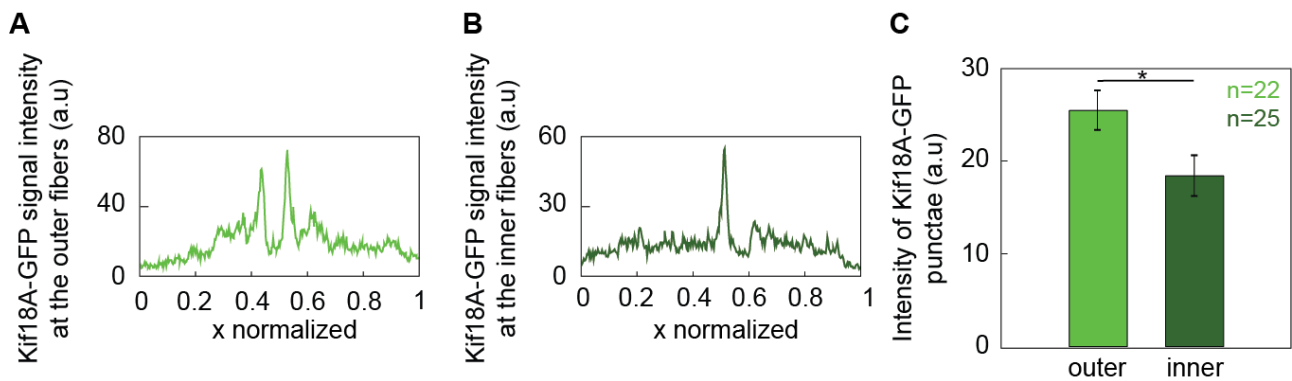 A
Kif18A-GFP signal intensity
at the outer fibers (a.u)
80
40
0
0 0.2 0.4 0.6 0.8 1
x normalized
B
Kif18A-GFP signal intensity
at the inner fibers (a.u)
60
30
0
0 0.2 0.4 0.6 0.8 1
x normalized
C
Intensity of Kif18A-GFP
punctae (a.u)
30
20
10
0
*
n=22
n=25
outer inner